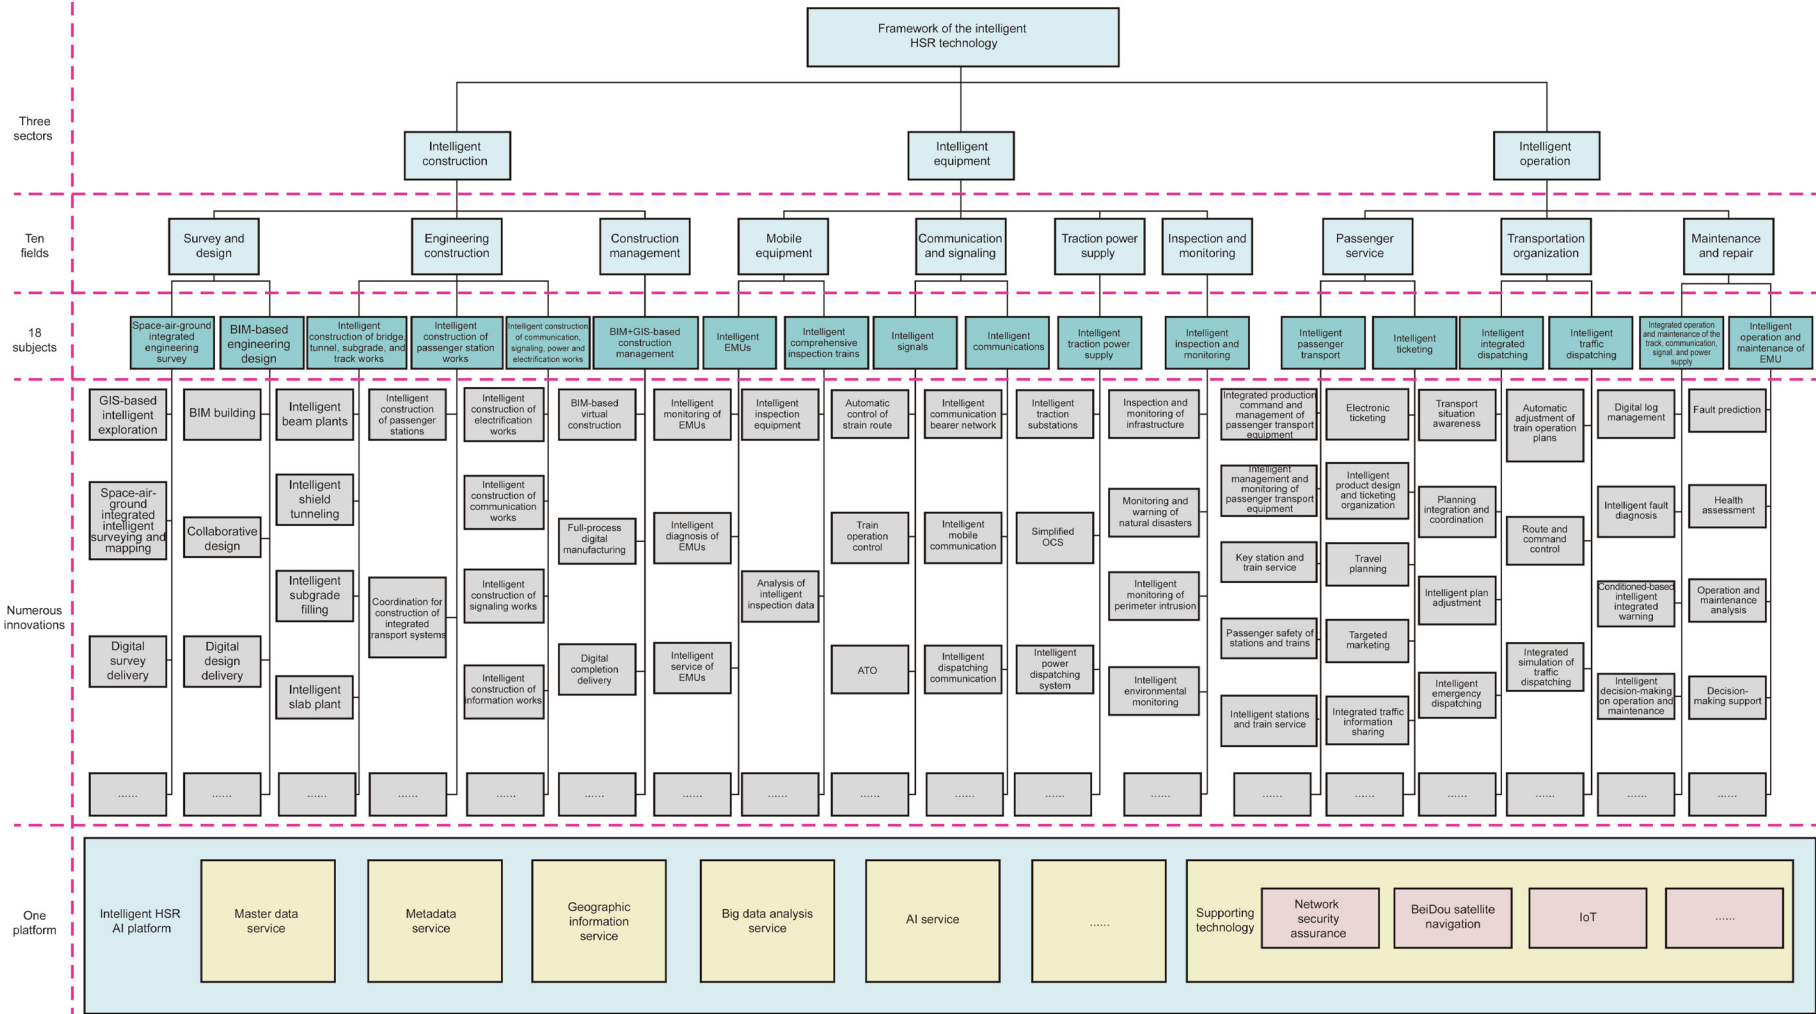 Framework of the intelligent
HSR technology
Three
sectors
Intelligent
construction
Intelligent
equipment
Intelligent
operation
Ten
fields
Survey and
design
Engineering
construction
Construction
management
Mobile
equipment
Communication
and signaling
Traction power
supply
Inspection and
monitoring
Passenger
service
Transportation
organization
Maintenance
and repair
18
subjects
Space-air-ground
integrated
engineering
survey
BIM-based
engineering
design
Intelligent
construction of bridge,
tunnel, subgrade, and
track works
Intelligent
construction of
passenger station
works
Intelligent construction
of communication,
signaling, power and
electrification works
BIM+GIS-based
construction
management
Intelligent
EMUs
Intelligent
comprehensive
inspection trains
Intelligent
signals
Intelligent
communications
Intelligent
traction power
supply
Intelligent
inspection and
monitoring
Intelligent
passenger
transport
Intelligent
ticketing
Intelligent
integrated
dispatching
Intelligent
traffic
dispatching
Integrated operation
and maintenance of the
track, communication,
signal, and power
supply
Intelligent
operation and
maintenance of
EMU
Numerous
innovations
GIS-based
intelligent
exploration
Space-air-
ground
integrated
intelligent
surveying and
mapping
Digital
survey
delivery
......
BIM building
Collaborative
design
Digital
design
delivery
......
Intelligent
beam plants
Intelligent
shield
tunneling
Intelligent
subgrade
filling
Intelligent
slab plant
......
Intelligent
construction
of passenger
stations
Coordination for
construction of
integrated
transport systems
......
Intelligent
construction of
electrification
works
Intelligent
construction of
communication
works
Intelligent
construction of
signaling works
Intelligent
construction of
information works
......
BIM-based
virtual
construction
Full-process
digital
manufacturing
Digital
completion
delivery
......
Intelligent
monitoring of
EMUs
Intelligent
diagnosis of
EMUs
Intelligent
service of
EMUs
......
Intelligent
inspection
equipment
Analysis of
intelligent
inspection data
......
Automatic
control of
strain route
Train
operation
control
ATO
......
Intelligent
communication
bearer network
Intelligent
mobile
communication
Intelligent
dispatching
communication
......
Intelligent
traction
substations
Simplified
OCS
Intelligent
power
dispatching
system
......
Inspection and
monitoring of
infrastructure
Monitoring and
warning of
natural disasters
Intelligent
monitoring of
perimeter intrusion
Intelligent
environmental
monitoring
......
Integrated production
command and
management of
passenger transport
equipment
Intelligent
management and
monitoring of
passenger transport
equipment
Key station and
train service
Passenger safety of
stations and trains
Intelligent stations
and train service
......
Electronic
ticketing
Intelligent
product design
and ticketing
organization
Travel
planning
Targeted
marketing
Integrated traffic
information
sharing
......
Transport
situation
awareness
Planning
integration and
coordination
Intelligent plan
adjustment
Intelligent
emergency
dispatching
......
Automatic
adjustment of
train operation
plans
Route and
command
control
Integrated
simulation of
traffic
dispatching
......
Digital log
management
Intelligent fault
diagnosis
Conditioned-based
intelligent
integrated
warning
Intelligent
decision-making
on operation and
maintenance
......
Fault prediction
Health
assessment
Operation and
maintenance
analysis
Decision-
making support
......
One
platform
Intelligent HSR
AI platform
Master data
service
Metadada
service
Geographic
information
service
Big data analysis
service
AI service
......
Supporting
technology
Network
security
assurance
BeiDou satellite
navigation
IoT
......